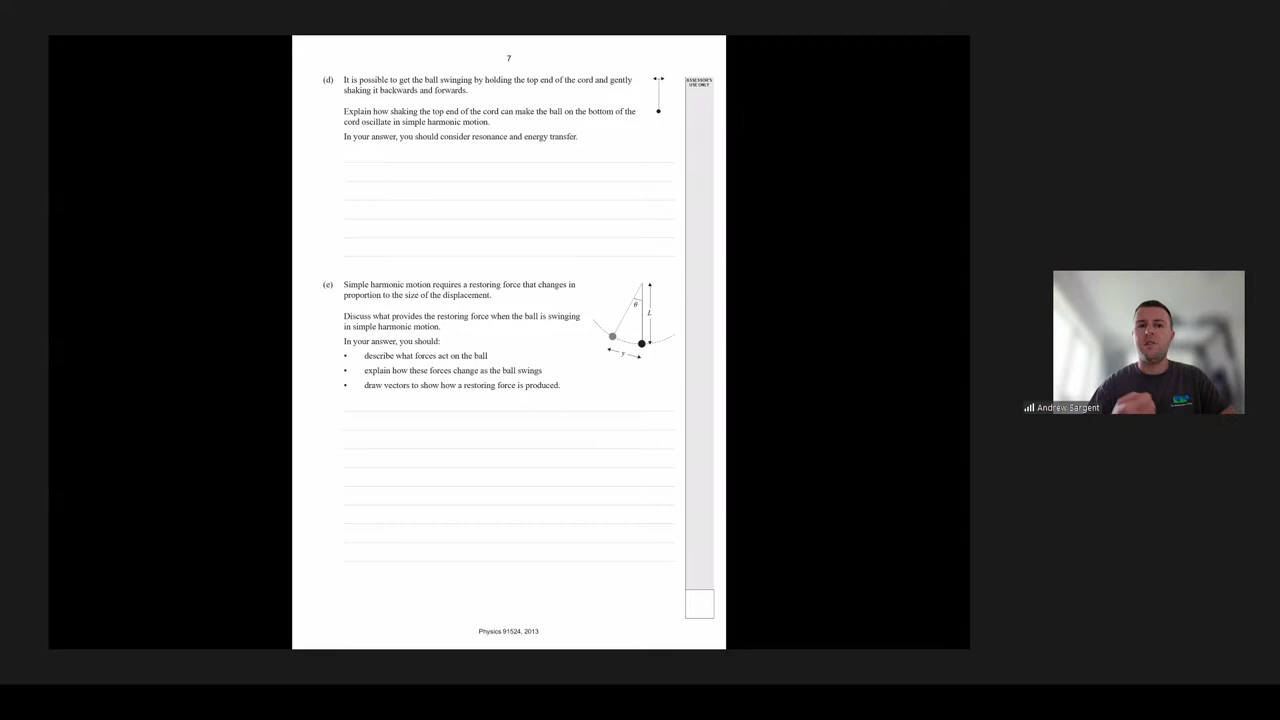 7
(d) It is possible to get the ball swinging by holding the top end of the cord and gently
shaking it backwards and forwards.
Explain how shaking the top end of the cord can make the ball on the bottom of the
cord oscillate in simple harmonic motion.
In your answer, you should consider resonance and energy transfer.
ASSESSOR'S
USE ONLY
(e) Simple harmonic motion requires a restoring force that changes in
proportion to the size of the displacement.
Discuss what provides the restoring force when the ball is swinging
in simple harmonic motion.
In your answer, you should:
• describe what forces act on the ball
• explain how these forces change as the ball swings
• draw vectors to show how a restoring force is produced.
θ
L
y
Physics 91524, 2013
Andrew Sargent